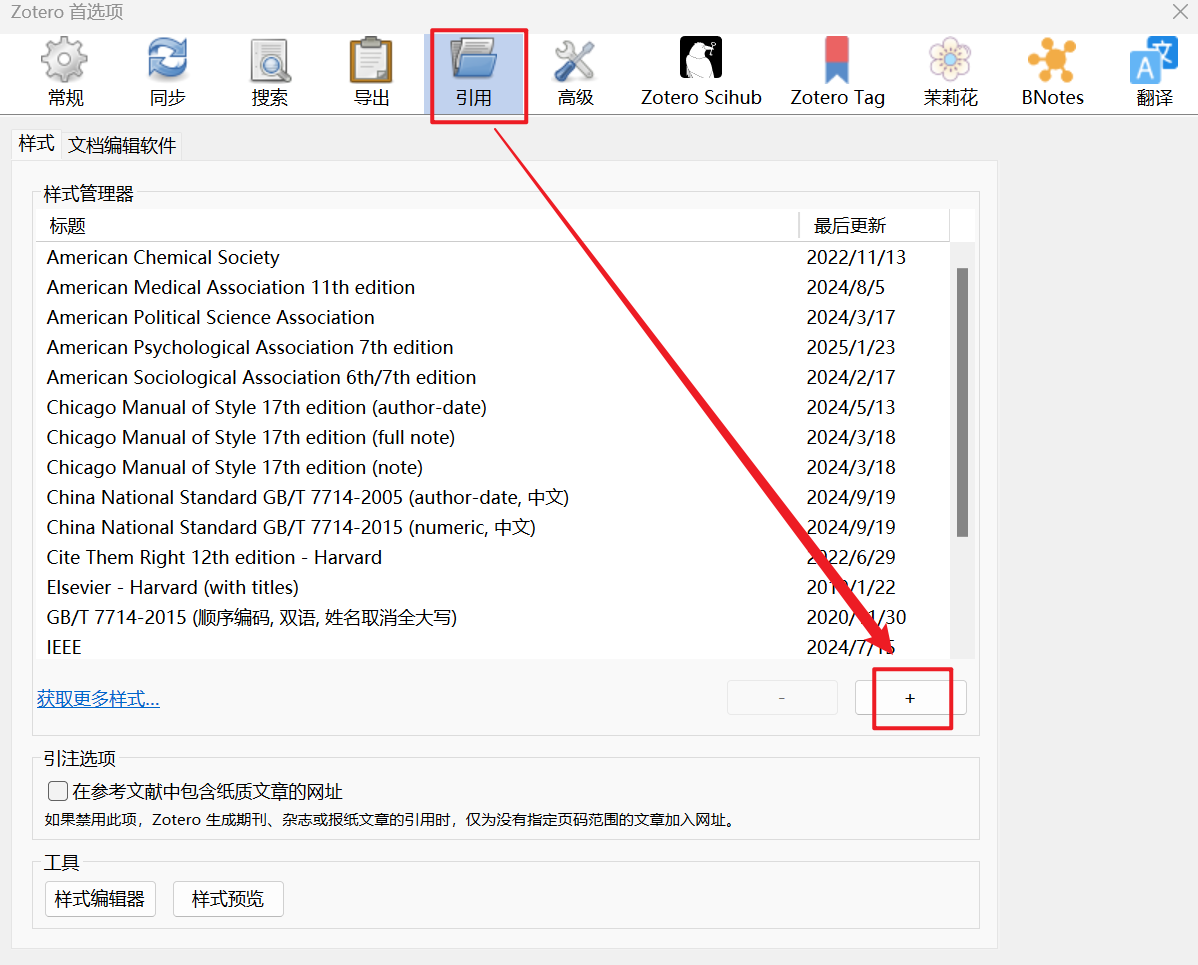 Zotero 首选项
常规 同步 搜索 导出 引用 高级 Zotero Scihub Zotero Tag 茉莉花 BNotes 翻译
样式 文档编辑软件
样式管理器
标题 最后更新
American Chemical Society 2022/11/13
American Medical Association 11th edition 2024/8/5
American Political Science Association 2024/3/17
American Psychological Association 7th edition 2025/1/23
American Sociological Association 6th/7th edition 2024/2/17
Chicago Manual of Style 17th edition (author-date) 2024/5/13
Chicago Manual of Style 17th edition (full note) 2024/3/18
Chicago Manual of Style 17th edition (note) 2024/3/18
China National Standard GB/T 7714-2005 (author-date, 中文) 2024/9/19
China National Standard GB/T 7714-2015 (numeric, 中文) 2024/9/19
Cite Them Right 12th edition - Harvard 2022/6/29
Elsevier - Harvard (with titles)
GB/T 7714-2015 (顺序编码, 双语, 姓名取消全大写) 2020/11/30
IEEE 2024/7/15
获取更多样式... - +
引注选项
在参考文献中包含纸质文章的网址
如果禁用此项，Zotero 生成期刊、杂志或报纸文章的引用时，仅为没有指定页码范围的文章加入网址。
工具
样式编辑器 样式预览